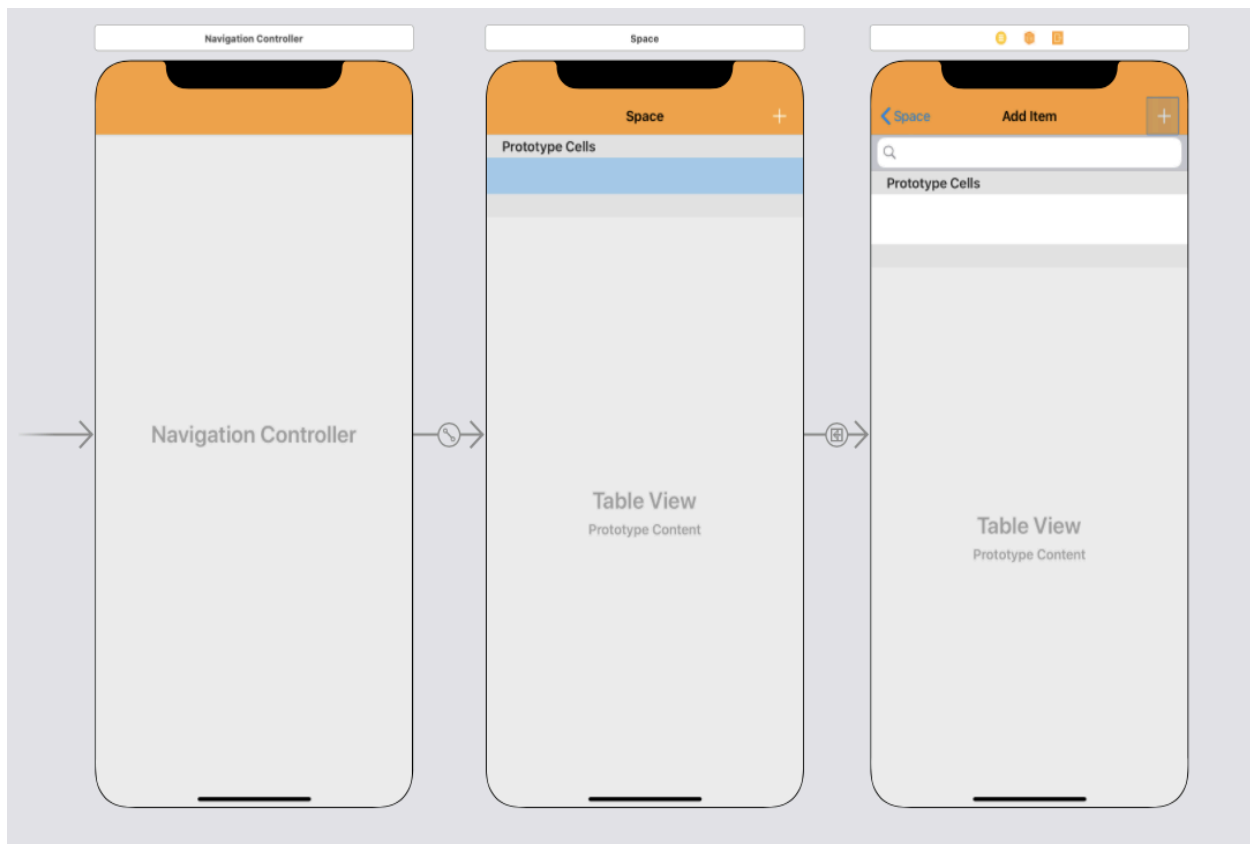 Navigation Controller
Navigation Controller
Space
Space
Prototype Cells
Table View
Prototype Content
Space
Add Item
Prototype Cells
Table View
Prototype Content